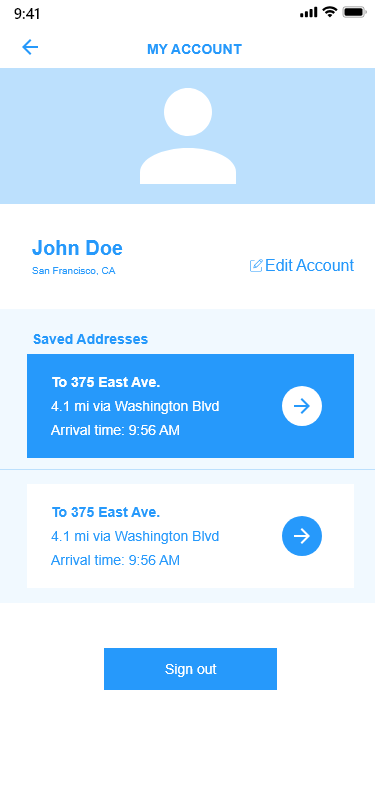 9:41
MY ACCOUNT
John Doe
San Francisco, CA
Edit Account
Saved Addresses
To 375 East Ave.
4.1 mi via Washington Blvd
Arrival time: 9:56 AM
To 375 East Ave.
4.1 mi via Washington Blvd
Arrival time: 9:56 AM
Sign out